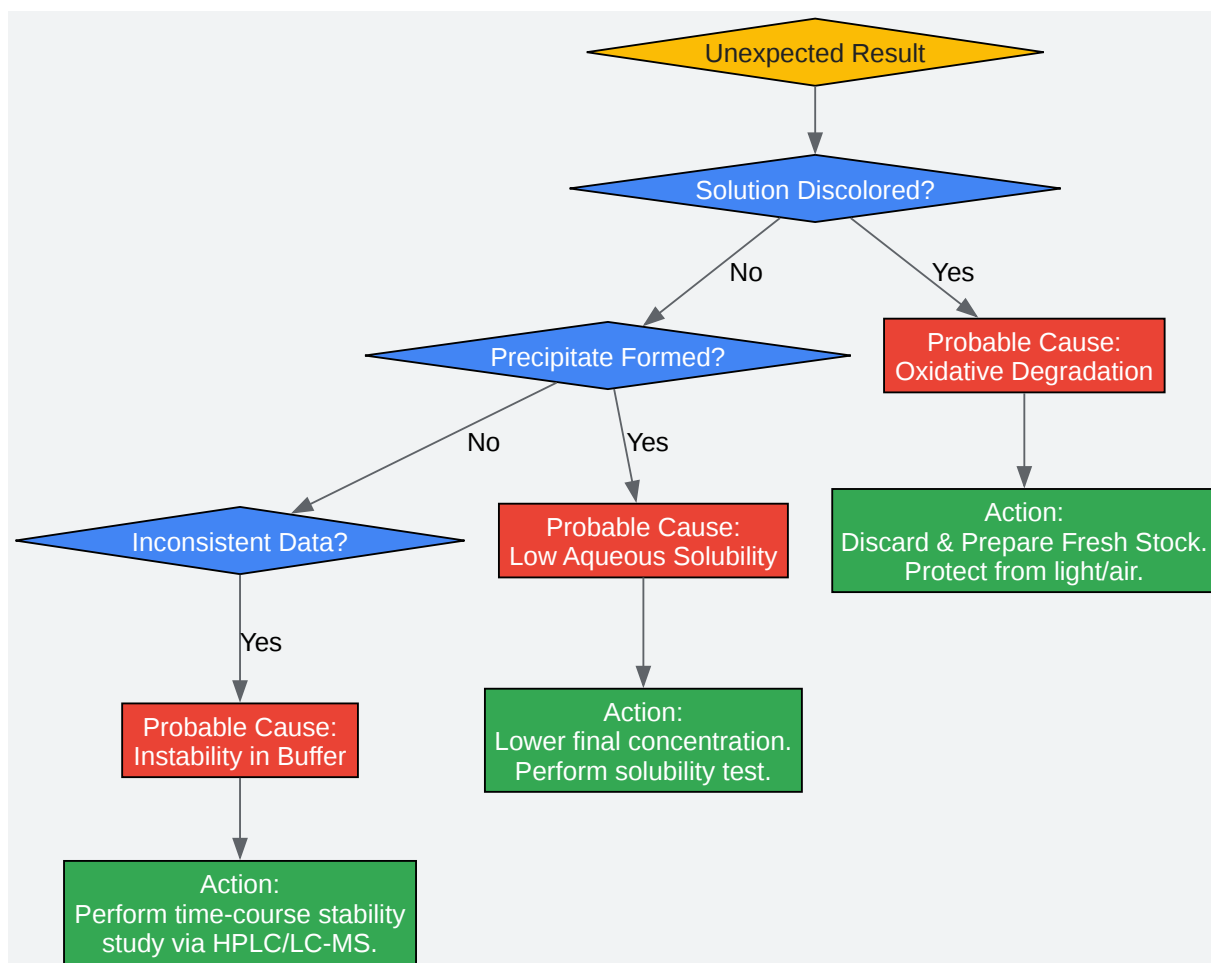 Unexpected Result
Solution Discolored?
No
Yes
Precipitate Formed?
Probable Cause:
Oxidative Degradation
No
Yes
Inconsistent Data?
Probable Cause:
Low Aqueous Solubility
Action:
Discard & Prepare Fresh Stock.
Protect from light/air.
Yes
Probable Cause:
Instability in Buffer
Action:
Lower final concentration.
Perform solubility test.
Action:
Perform time-course stability
study via HPLC/LC-MS.